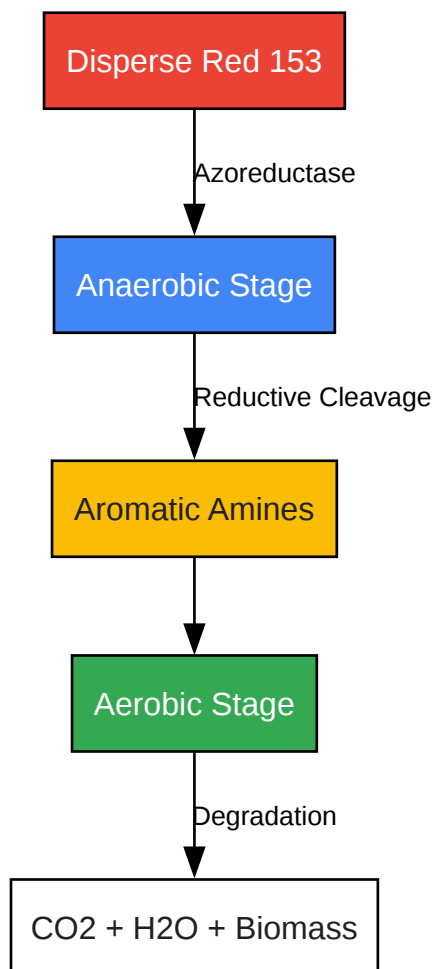 Disperse Red 153
Azoreductase
Anaerobic Stage
Reductive Cleavage
Aromatic Amines
Aerobic Stage
Degradation
CO2 + H2O + Biomass